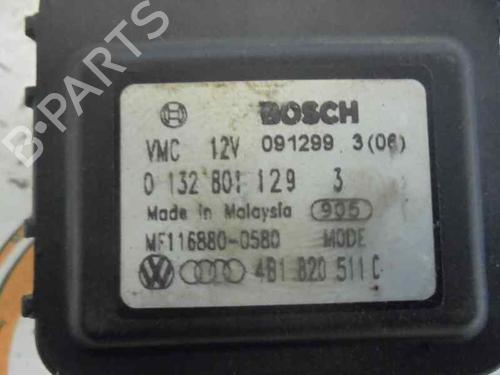 BOSCH
VMC 12V 091299 3(06)
0 132 801 129 3
Made in Malaysia 905
MF116880-0580 MODE
4B1 820 511 C
B-PARTS